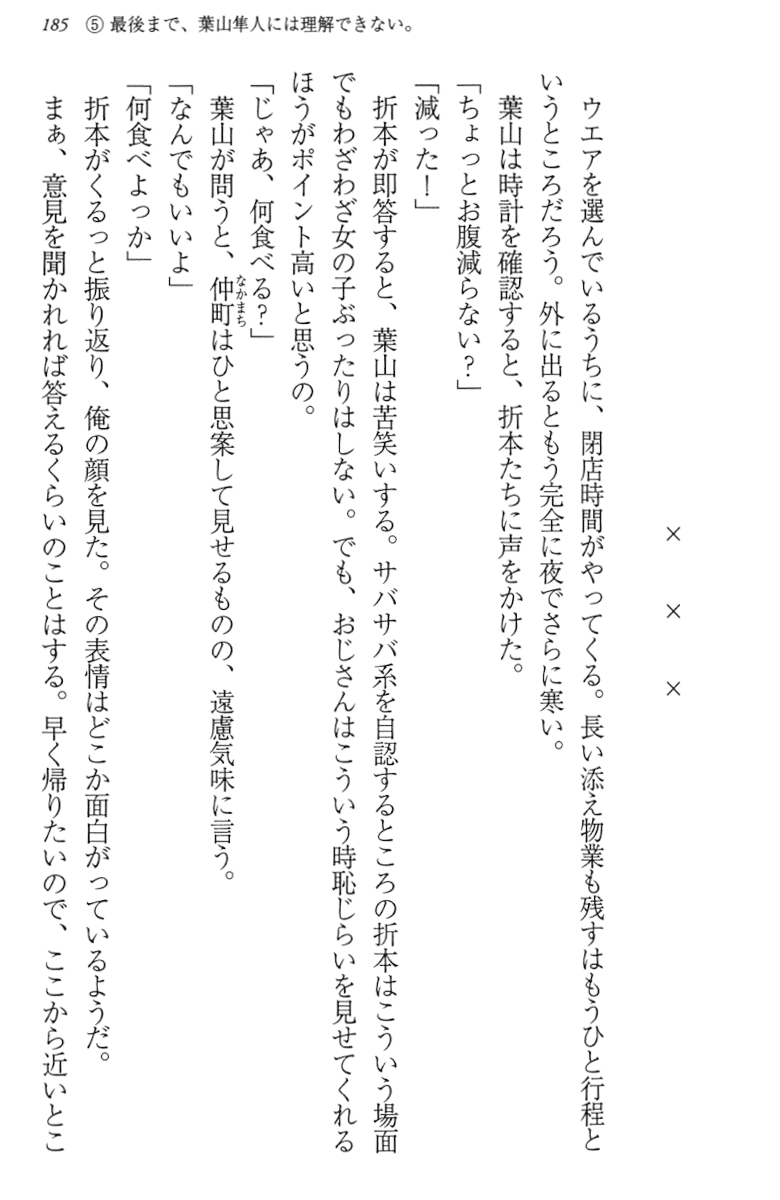 185 ⑤ 最後まで、葉山隼人には理解できない。
× × ×
ウエアを選んでいるうちに、閉店時間がやってくる。長い添え物業も残すはもうひと行程と
いうところだろう。外に出るともう完全に夜でさらに寒い。
葉山は時計を確認すると、折本たちに声をかけた。
「ちょっとお腹減らない？」
「減った！」
折本が即答すると、葉山は苦笑いする。サバサバ系を自認するところの折本はこういう場面
でもわざわざ女の子ぶったりはしない。でも、おじさんはこういう時恥じらいを見せてくれる
ほうがポイント高いと思うの。
「じゃあ、何食べる？」
葉山が問うと、仲町はひと思案して見せるものの、遠慮気味に言う。
なかまち
「なんでもいいよ」
「何食べよっか」
折本がくるっと振り返り、俺の顔を見た。その表情はどこか面白がっているようだ。
まぁ、意見を聞かれれば答えるくらいのことはする。早く帰りたいので、ここから近いとこ